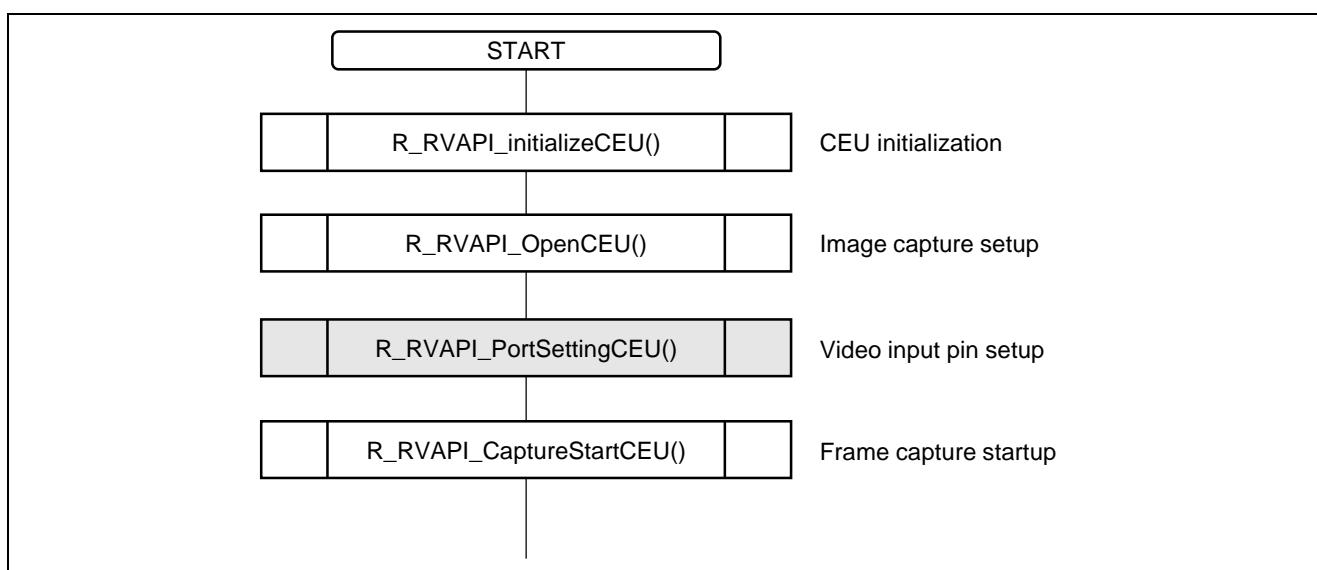 START
R_RVAPI_initializeCEU() CEU initialization
R_RVAPI_OpenCEU() Image capture setup
R_RVAPI_PortSettingCEU() Video input pin setup
R_RVAPI_CaptureStartCEU() Frame capture startup